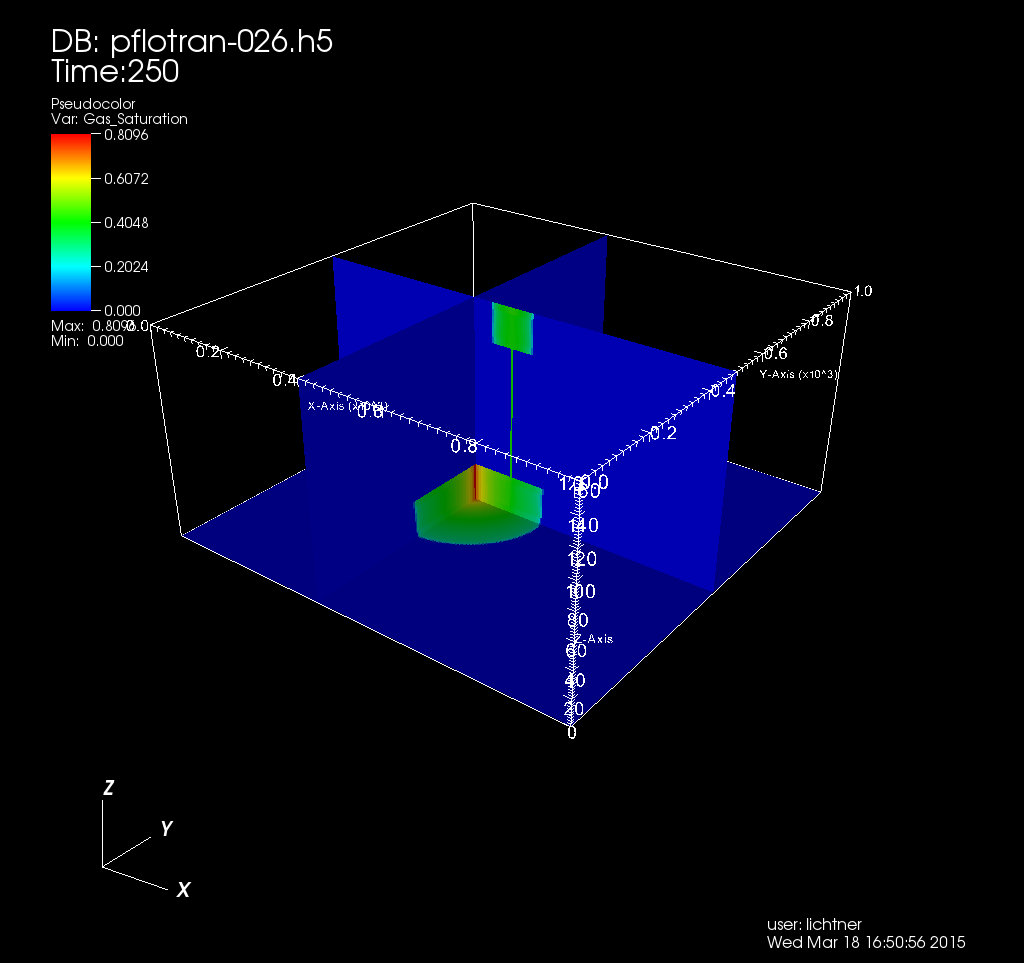 DB: pflotran-026.h5
Time:250
Pseudocolor
Var: Gas_Saturation
0.8096
0.6072
0.4048
0.2024
0.000
Max: 0.8096
Min: 0.000
0.0
0.2
0.4
0.6
0.8
1.0
X-Axis (x10^3)
0.0
0.2
0.4
0.6
0.8
1.0
Y-Axis (x10^3)
160
140
120
100
80
60
40
20
0
Z-Axis
Z
Y
X
user: lichtner
Wed Mar 18 16:50:56 2015